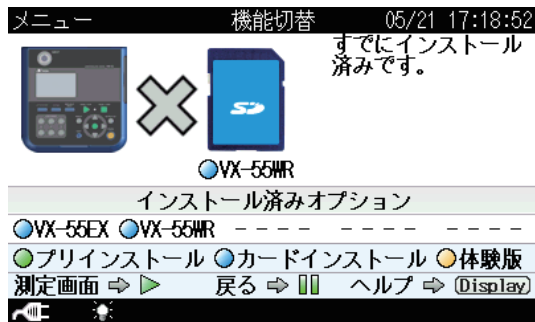 メニュー 機能切替 05/21 17:18:52
すでにインストール
済みです。
VX-55WR
インストール済みオプション
VX-55EX VX-55WR ---- ---- ----
プリインストール カードインストール 体験版
測定画面 ⇨ ▷ 戻る ⇨ ▯▯ ヘルプ ⇨ (Display)